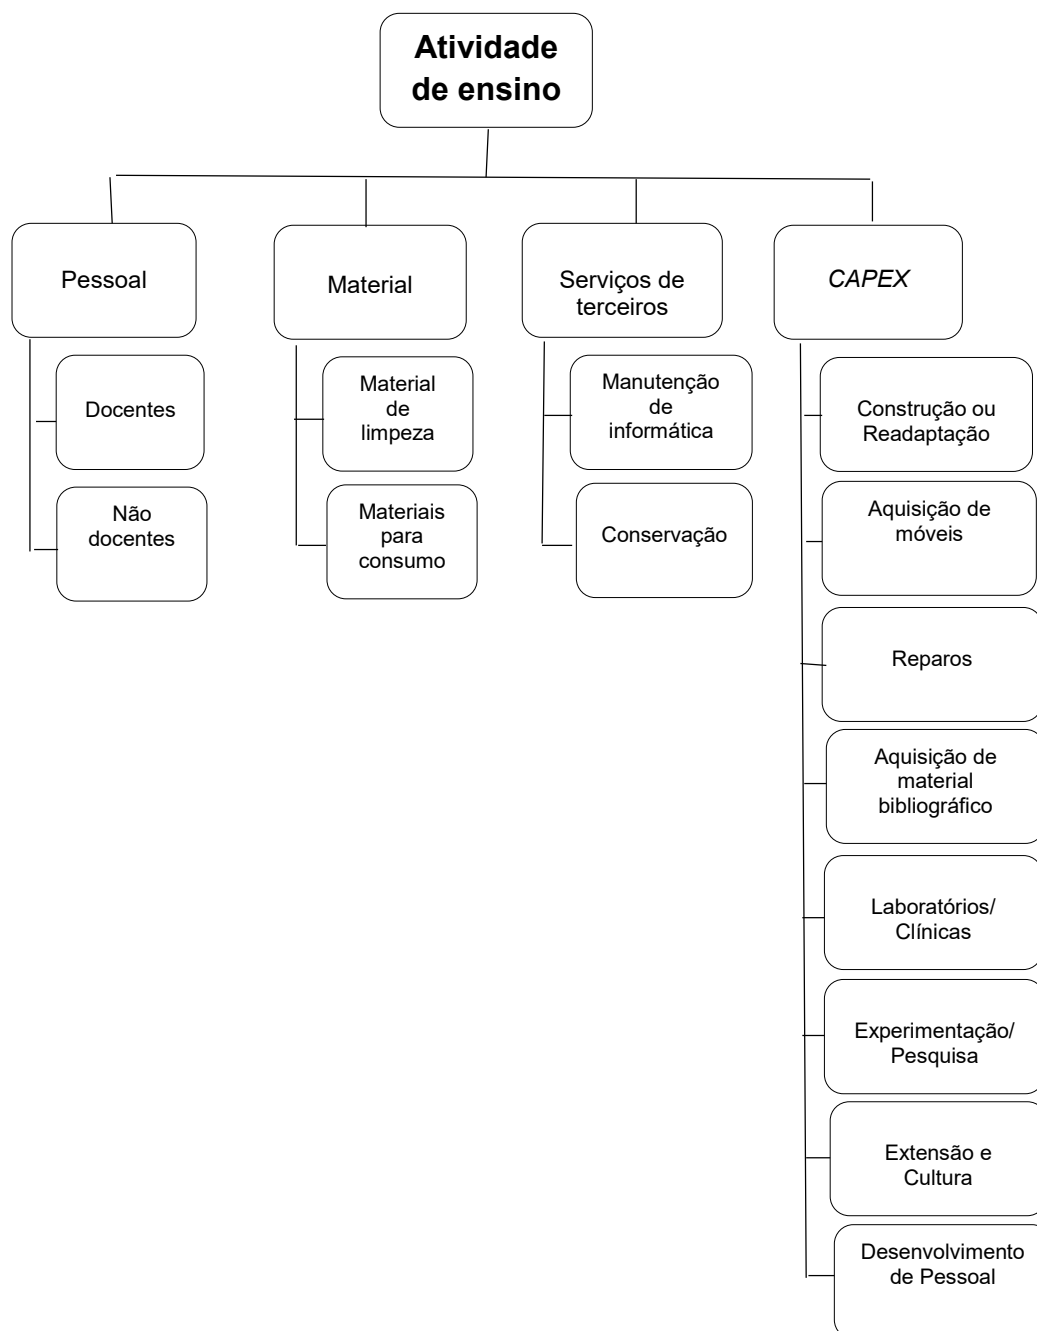 Atividade
de ensino
Pessoal
Material
Serviços de
terceiros
CAPEX
Docentes
Não
docentes
Material
de
limpeza
Materiais
para
consumo
Manutenção
de
informática
Conservação
Construção ou
Readaptação
Aquisição de
móveis
Reparos
Aquisição de
material
bibliográfico
Laboratórios/
Clínicas
Experimentação/
Pesquisa
Extensão e
Cultura
Desenvolvimento
de Pessoal